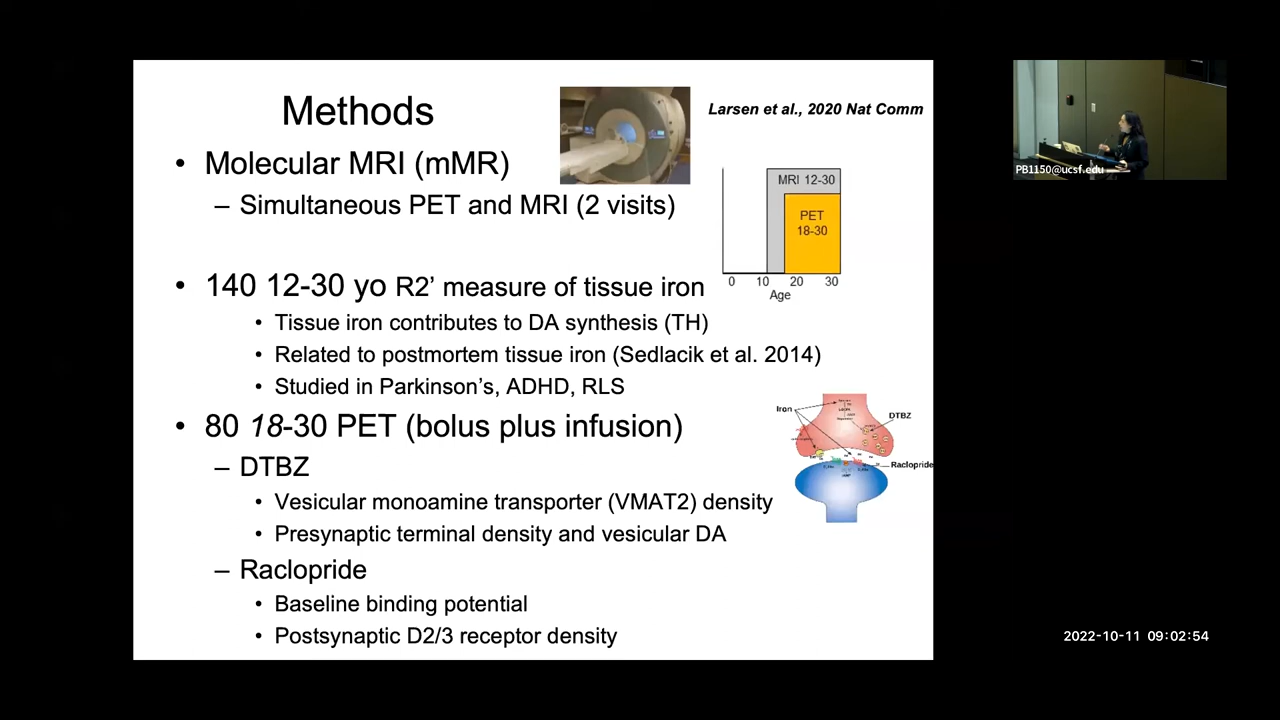 Methods
Larsen et al., 2020 Nat Comm
• Molecular MRI (mMR)
– Simultaneous PET and MRI (2 visits)
MRI 12-30
PET
18-30
0 10 20 30
Age
• 140 12-30 yo R2’ measure of tissue iron
• Tissue iron contributes to DA synthesis (TH)
• Related to postmortem tissue iron (Sedlacik et al. 2014)
• Studied in Parkinson’s, ADHD, RLS
• 80 18-30 PET (bolus plus infusion)
Iron
DTBZ
Raclopride
– DTBZ
• Vesicular monoamine transporter (VMAT2) density
• Presynaptic terminal density and vesicular DA
– Raclopride
• Baseline binding potential
• Postsynaptic D2/3 receptor density
PB1150@ucsf.edu
2022-10-11 09:02:54